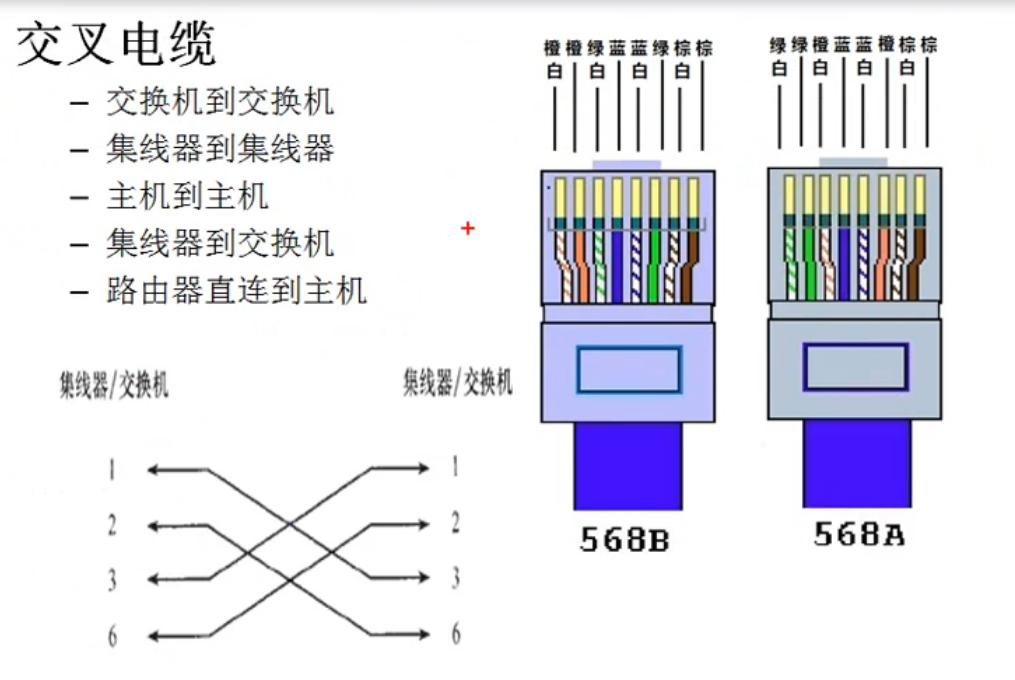 交叉电缆
– 交换机到交换机
– 集线器到集线器
– 主机到主机
– 集线器到交换机
– 路由器直连到主机
集线器/交换机 集线器/交换机
1 1
2 2
3 3
6 6
橙 橙 绿 蓝 蓝 绿 棕 棕
白 白 白 白
568B
绿 绿 橙 蓝 蓝 橙 棕 棕
白 白 白 白
568A